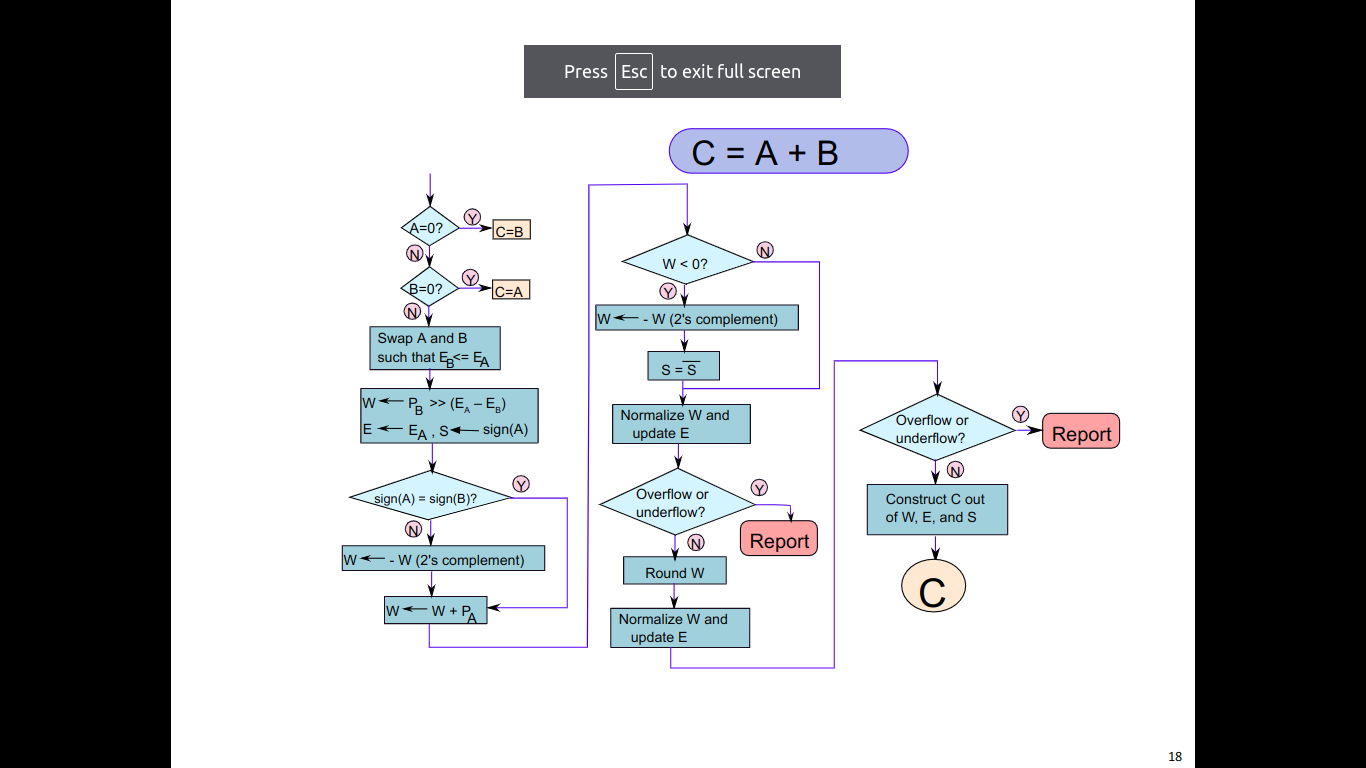 Press Esc to exit full screen
C = A + B
A=0?
Y
C=B
N
B=0?
Y
C=A
N
Swap A and B
such that E_B<= E_A
W ← P_B >> (E_A – E_B)
E ← E_A , S ← sign(A)
sign(A) = sign(B)?
Y
N
W ← - W (2's complement)
W ← W + P_A
W < 0?
N
Y
W ← - W (2's complement)
S = S̅
Normalize W and
update E
Overflow or
underflow?
Y
Report
N
Round W
Normalize W and
update E
Overflow or
underflow?
Y
Report
N
Construct C out
of W, E, and S
C
18